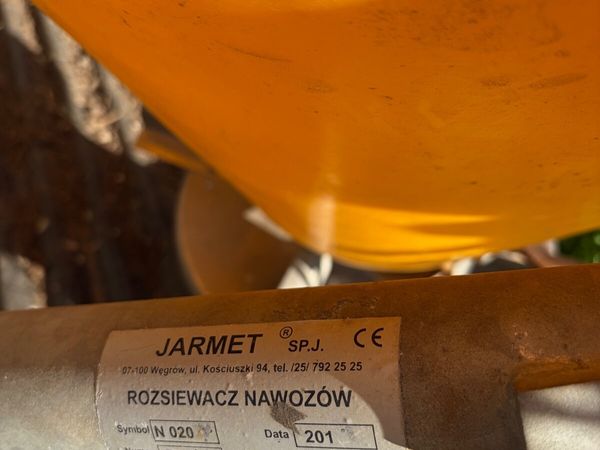 JARMET ® SP.J. CE
07-100 Węgrów, ul. Kościuszki 94, tel. /25/ 792 25 25
ROZSIEWACZ NAWOZÓW
Symbol N 020 Data 201